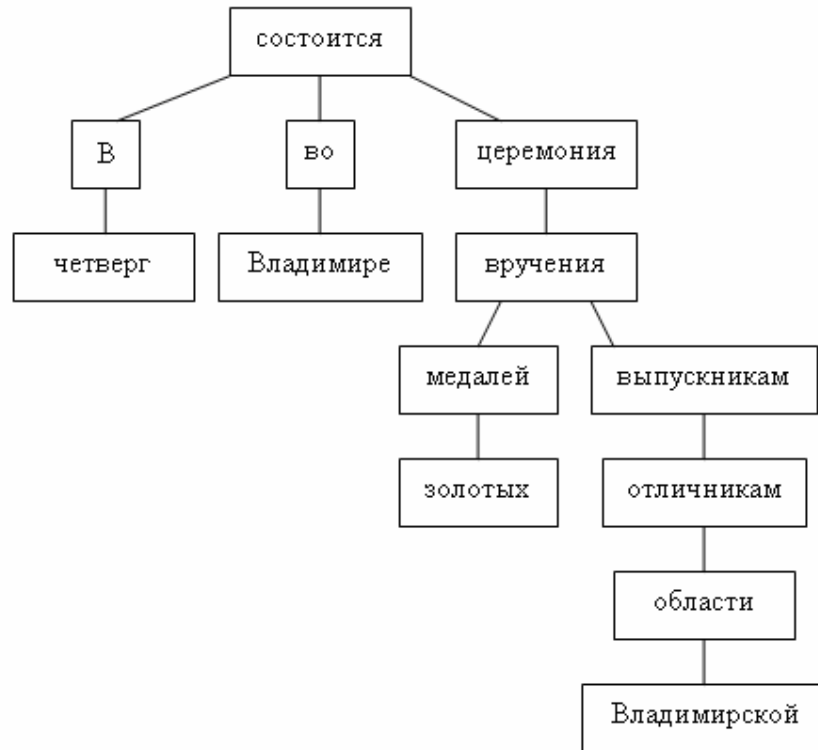 состоится
В во церемония
четверг Владимире вручения
медалей выпускникам
золотых отличникам
области
Владимирской